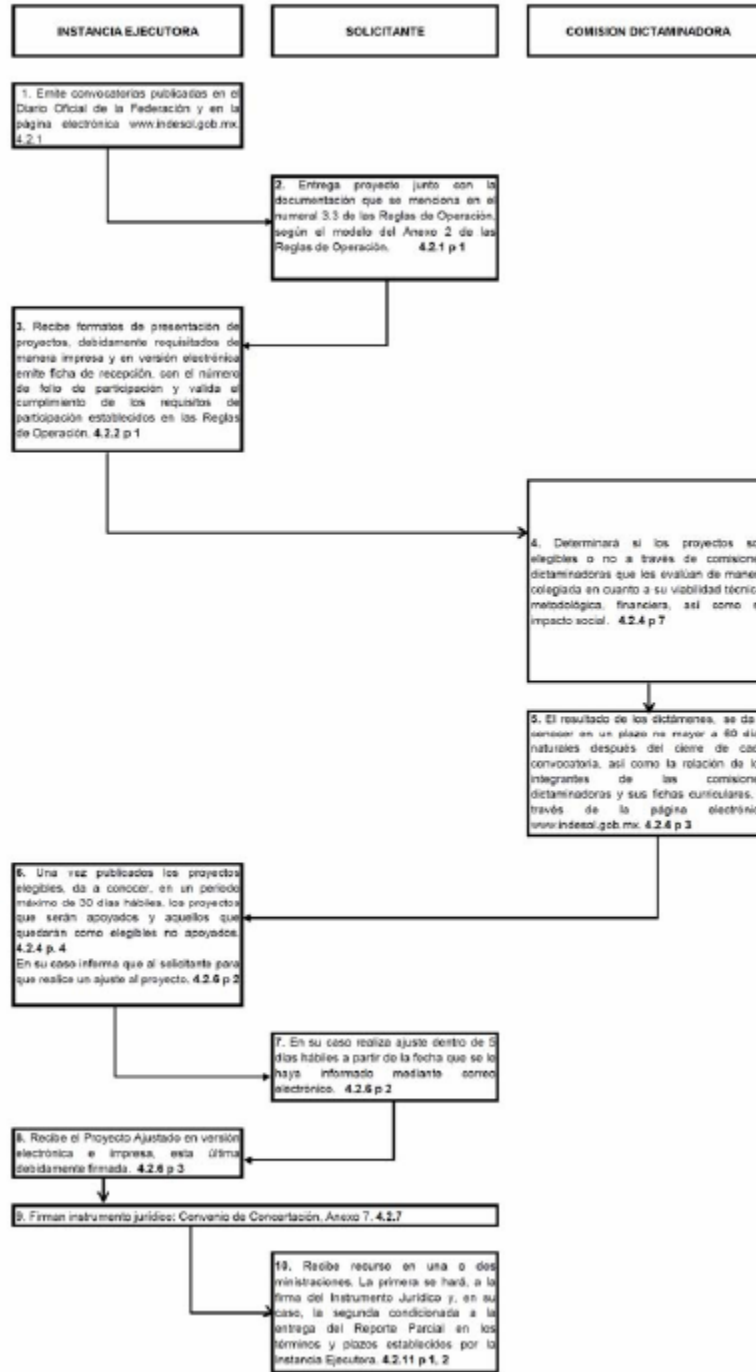 INSTANCIA EJECUTORA
SOLICITANTE
COMISION DICTAMINADORA
1. Emite convocatorias publicadas en el
Diario Oficial de la Federación y en la
página electrónica www.indesol.gob.mx.
4.2.1
2. Entrega proyecto junto con la
documentación que se menciona en el
numeral 3.3 de las Reglas de Operación,
según el modelo del Anexo 2 de las
Reglas de Operación. 4.2.1 p 1
3. Recibe formatos de presentación de
proyectos, debidamente requisitados de
manera impresa y en versión electrónica
emite ficha de recepción, con el número
de folio de participación y valida el
cumplimiento de los requisitos de
participación establecidos en las Reglas
de Operación. 4.2.2 p 1
4. Determinará si los proyectos so
elegibles o no a través de comisione
dictaminadoras que los evalúan de maner
colegiada en cuanto a su viabilidad técnic
metodológica, financiera, así como s
impacto social. 4.2.4 p 7
5. El resultado de los dictámenes, se da
conocer en un plazo no mayor a 60 día
naturales después del cierre de cad
convocatoria, así como la relación de lo
integrantes de las comisione
dictaminadoras y sus fichas curriculares,
través de la página electrónic
www.indesol.gob.mx. 4.2.4 p 3
6. Una vez publicados los proyectos
elegibles, da a conocer, en un periodo
máximo de 30 días hábiles, los proyectos
que serán apoyados y aquellos que
quedarán como elegibles no apoyados.
4.2.4 p. 4
En su caso informa que al solicitante para
que realice un ajuste al proyecto. 4.2.6 p 2
7. En su caso realiza ajuste dentro de 5
días hábiles a partir de la fecha que se le
haya informado mediante correo
electrónico. 4.2.6 p 2
8. Recibe el Proyecto Ajustado en versión
electrónica e impresa, esta última
debidamente firmada. 4.2.6 p 3
9. Firman instrumento jurídico: Convenio de Concertación. Anexo 7. 4.2.7
10. Recibe recurso en una o dos
ministraciones. La primera se hará, a la
firma del Instrumento Jurídico y, en su
caso, la segunda condicionada a la
entrega del Reporte Parcial en los
términos y plazos establecidos por la
Instancia Ejecutora. 4.2.11 p 1, 2